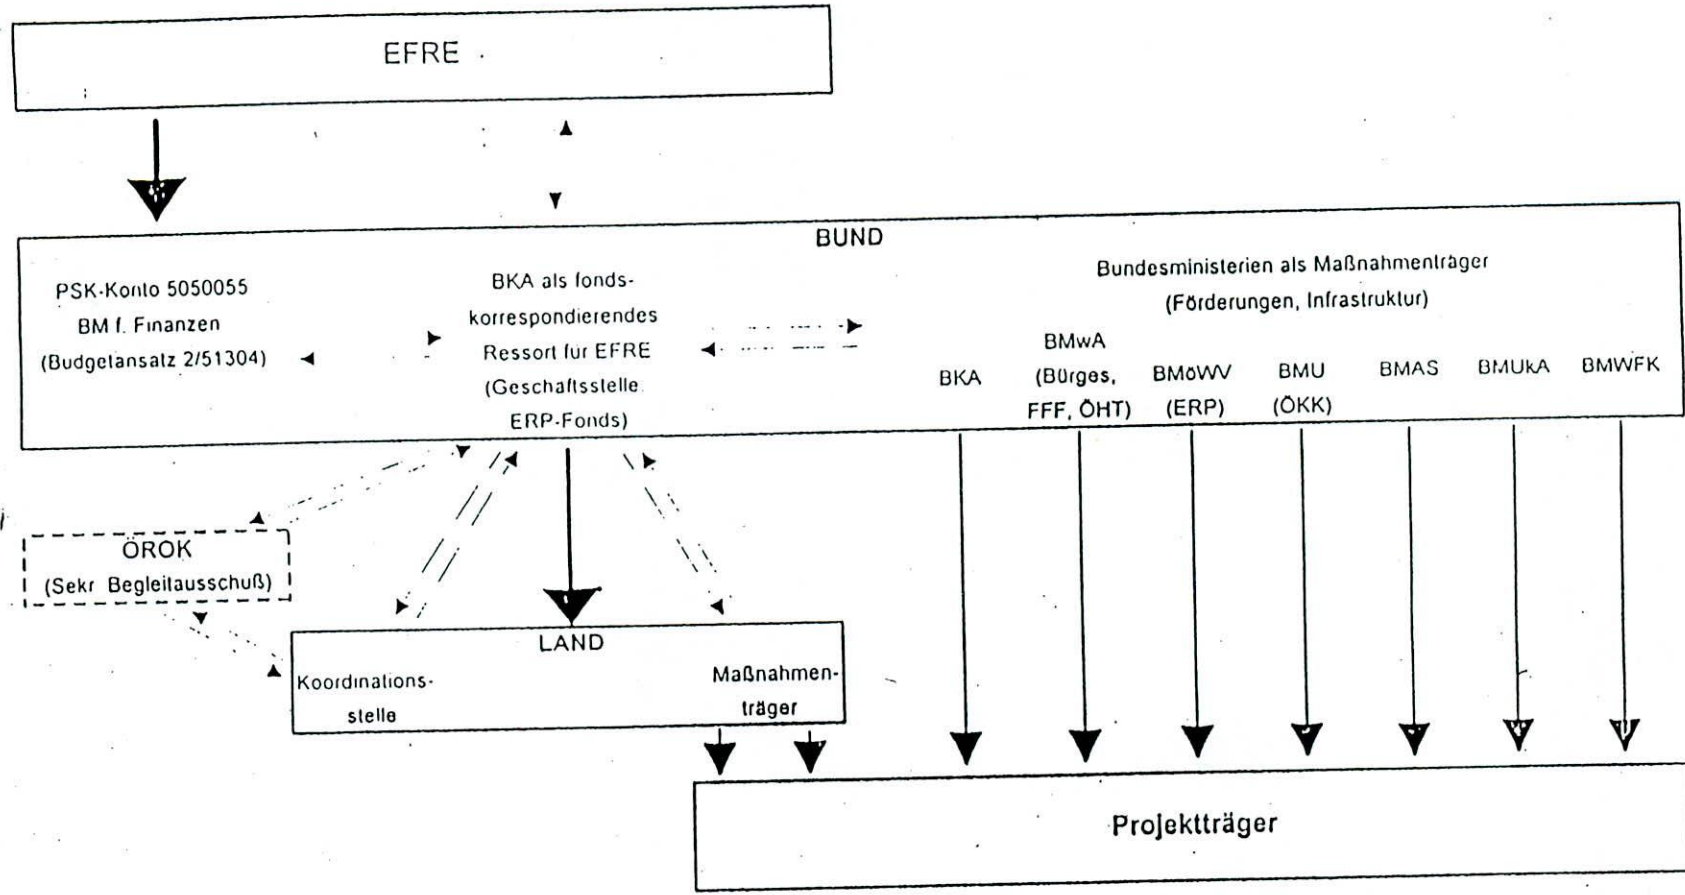 EFRE
BUND
PSK-Konto 5050055
BM f. Finanzen
(Budgetansatz 2/51304)
BKA als fonds-
korrespondierendes
Ressort für EFRE
(Geschäftsstelle
ERP-Fonds)
Bundesministerien als Maßnahmenträger
(Förderungen, Infrastruktur)
BKA
BMwA
(Bürges,
FFF, ÖHT)
BMöWV
(ERP)
BMU
(ÖKK)
BMAS
BMUkA
BMWFK
ÖROK
(Sekr Begleitausschuß)
LAND
Koordinations-
stelle
Maßnahmen-
träger
Projektträger